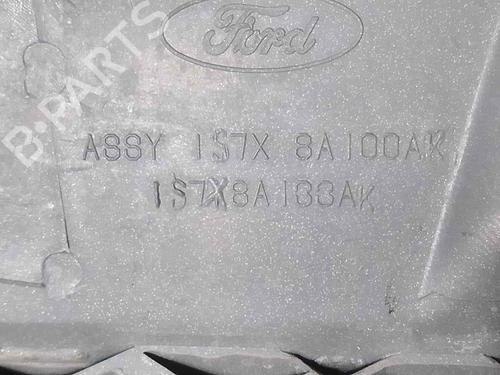 B-PARTS
Ford
ASSY 1S7X 8A100AK
1S7X8A133AK